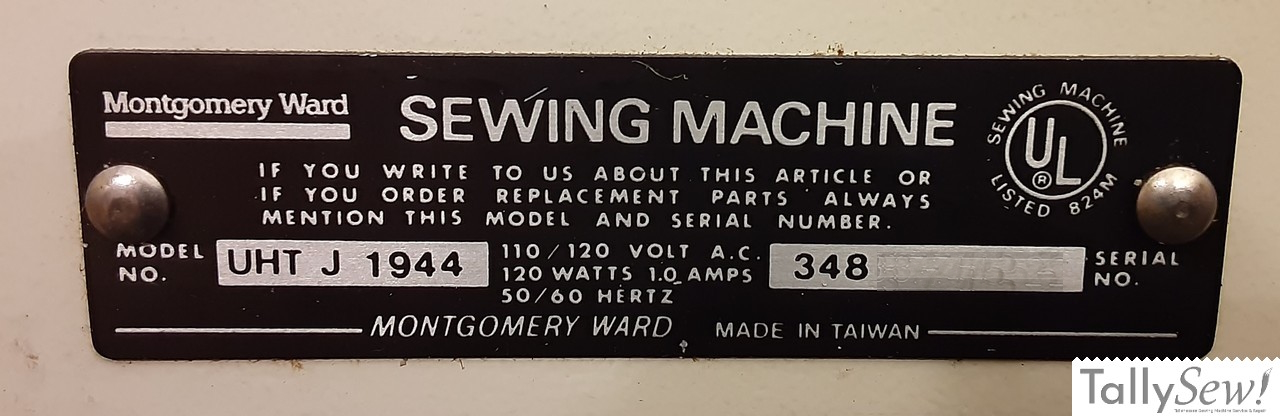 Montgomery Ward
SEWING MACHINE
IF YOU WRITE TO US ABOUT THIS ARTICLE OR
IF YOU ORDER REPLACEMENT PARTS ALWAYS
MENTION THIS MODEL AND SERIAL NUMBER.
SEWING MACHINE
UL
®
LISTED 824M
MODEL
NO.
UHT J 1944
110/120 VOLT A.C.
120 WATTS 1.0 AMPS
50/60 HERTZ
348
SERIAL
NO.
MONTGOMERY WARD MADE IN TAIWAN
TallySew!